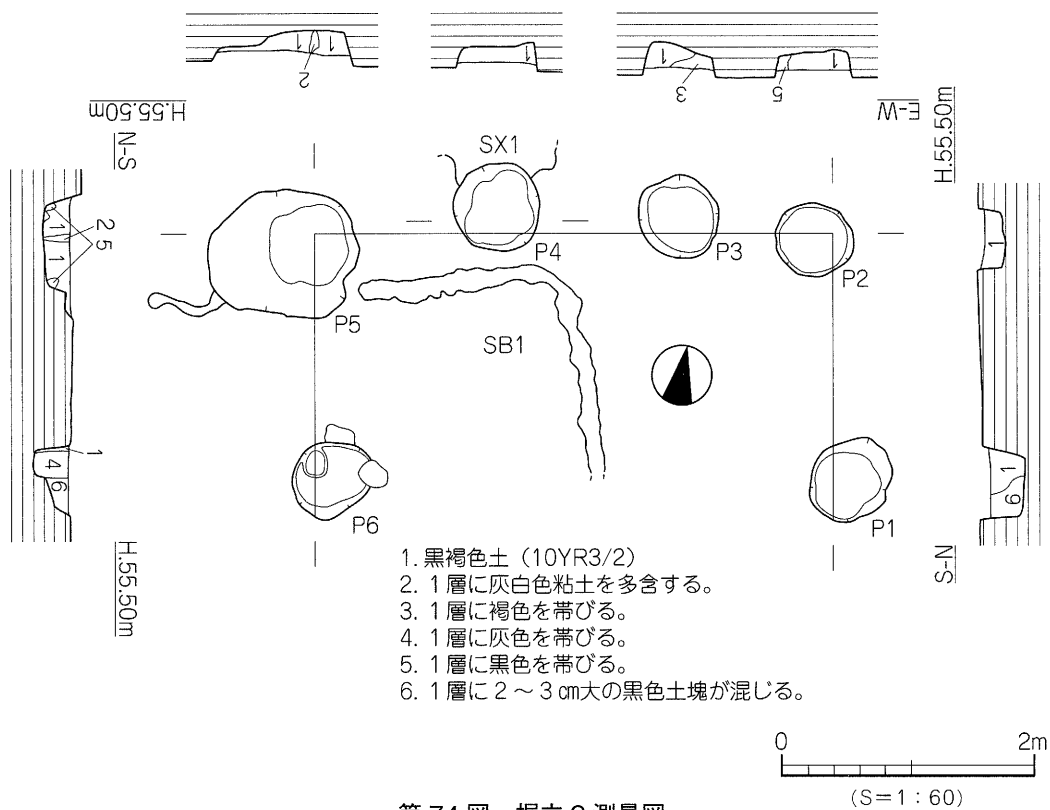 1
1
2
1
1
3
5
1
H.55.50m
E-W
H.55.50m
N-S
SX1
2
1
5
1
P4
P3
P2
1
P5
SB1
1
4
6
P6
P1
1
6
H.55.50m
S-N
1. 黒褐色土（10YR3/2）
2. 1層に灰白色粘土を多含する。
3. 1層に褐色を帯びる。
4. 1層に灰色を帯びる。
5. 1層に黒色を帯びる。
6. 1層に2～3㎝大の黒色土塊が混じる。
0 2m
(S=1:60)